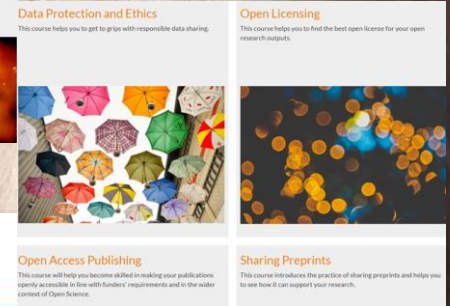 Data Protection and Ethics
This course helps you to get to grips with responsible data sharing.
Open Licensing
This course helps you to find the best open license for your open
research outputs.
Open Access Publishing
This course will help you become skilled in making your publications
openly accessible in line with funders' requirements and in the wider
context of Open Science.
Sharing Preprints
This course introduces the practice of sharing preprints and helps you
to see how it can support your research.